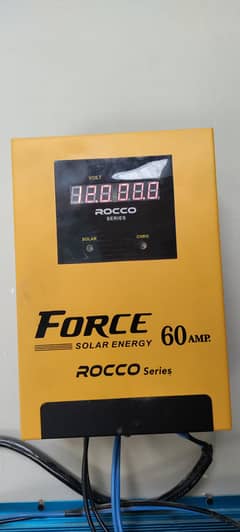 VOLT
ROCCO
SERIES
SOLAR
CHRG
FORCE
SOLAR ENERGY 60 AMP.
ROCCO Series